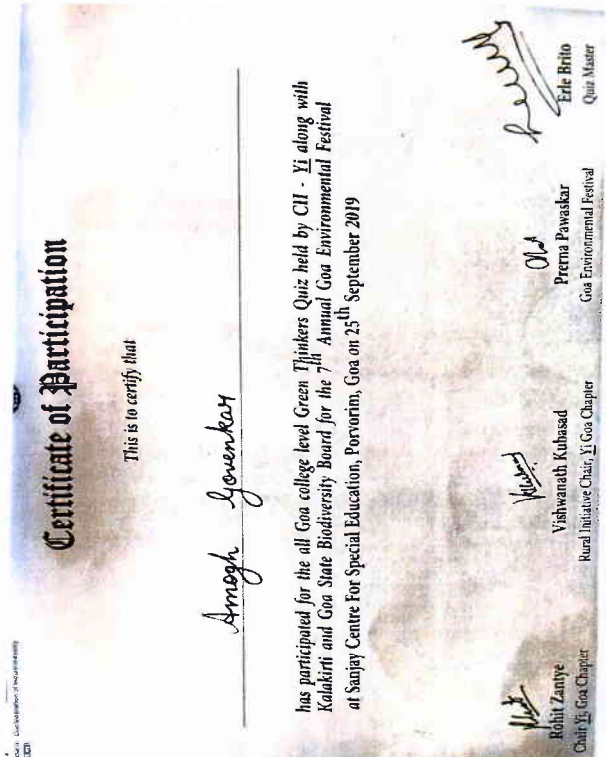 Certificate of Participation
This is to certify that
Amogh Govenkar
has participated for the all Goa college level Green Thinkers Quiz held by CII - Yi along with
Kalakirti and Goa State Biodiversity Board for the 7th Annual Goa Environmental Festival
at Sanjay Centre For Special Education, Porvorim, Goa on 25th September 2019
Rohit Zantye
Chair Yi, Goa Chapter
Vishwanath Kubasad
Rural Initiative Chair, Yi Goa Chapter
Prerna Pawaskar
Goa Environmental Festival
Erle Brito
Quiz Master